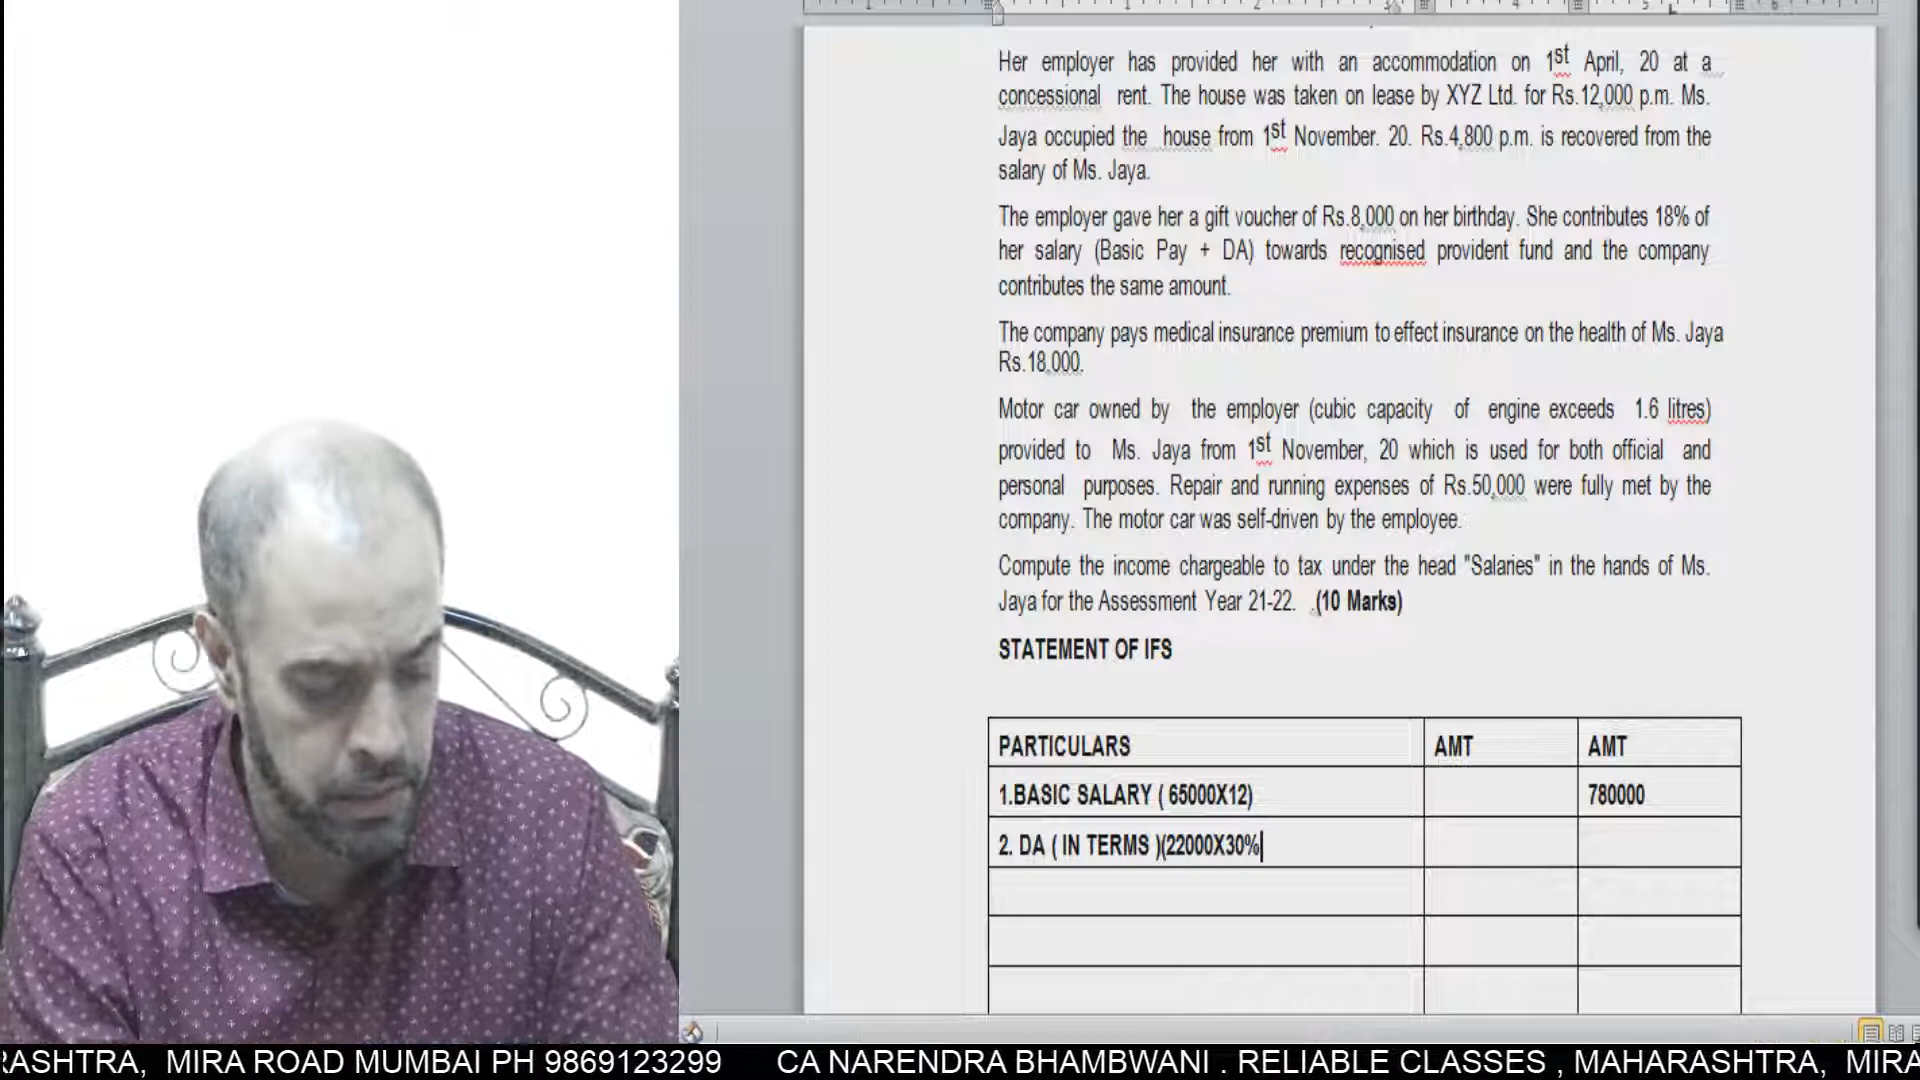 Her employer has provided her with an accommodation on 1st April, 20 at a
concessional rent. The house was taken on lease by XYZ Ltd. for Rs.12,000 p.m. Ms.
Jaya occupied the house from 1st November. 20. Rs.4,800 p.m. is recovered from the
salary of Ms. Jaya.
The employer gave her a gift voucher of Rs.8,000 on her birthday. She contributes 18% of
her salary (Basic Pay + DA) towards recognised provident fund and the company
contributes the same amount.
The company pays medical insurance premium to effect insurance on the health of Ms. Jaya
Rs.18,000.
Motor car owned by the employer (cubic capacity of engine exceeds 1.6 litres)
provided to Ms. Jaya from 1st November, 20 which is used for both official and
personal purposes. Repair and running expenses of Rs.50,000 were fully met by the
company. The motor car was self-driven by the employee.
Compute the income chargeable to tax under the head "Salaries" in the hands of Ms.
Jaya for the Assessment Year 21-22. .(10 Marks)
STATEMENT OF IFS
PARTICULARS AMT AMT
1.BASIC SALARY ( 65000X12) 780000
2. DA ( IN TERMS )(22000X30%
RASHTRA, MIRA ROAD MUMBAI PH 9869123299 CA NARENDRA BHAMBWANI . RELIABLE CLASSES , MAHARASHTRA, MIRA